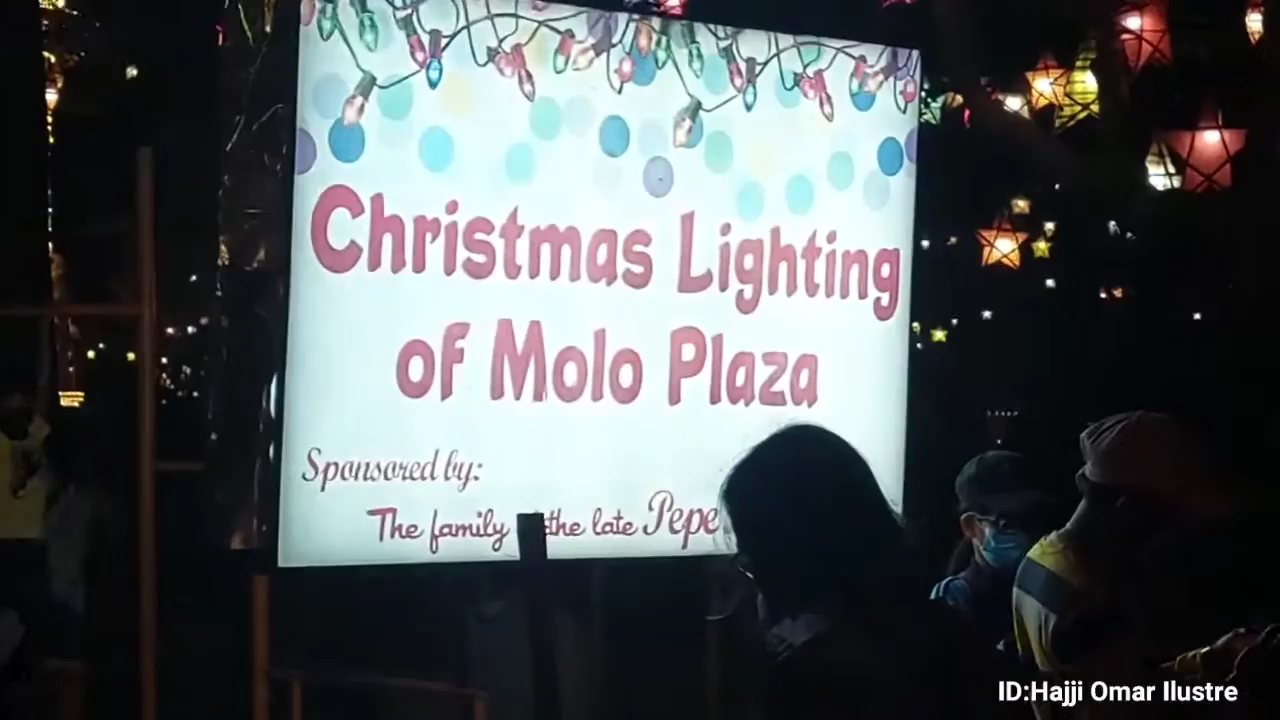 Christmas Lighting
of Molo Plaza
Sponsored by:
The family the late Pepe
ID:Hajji Omar Ilustre